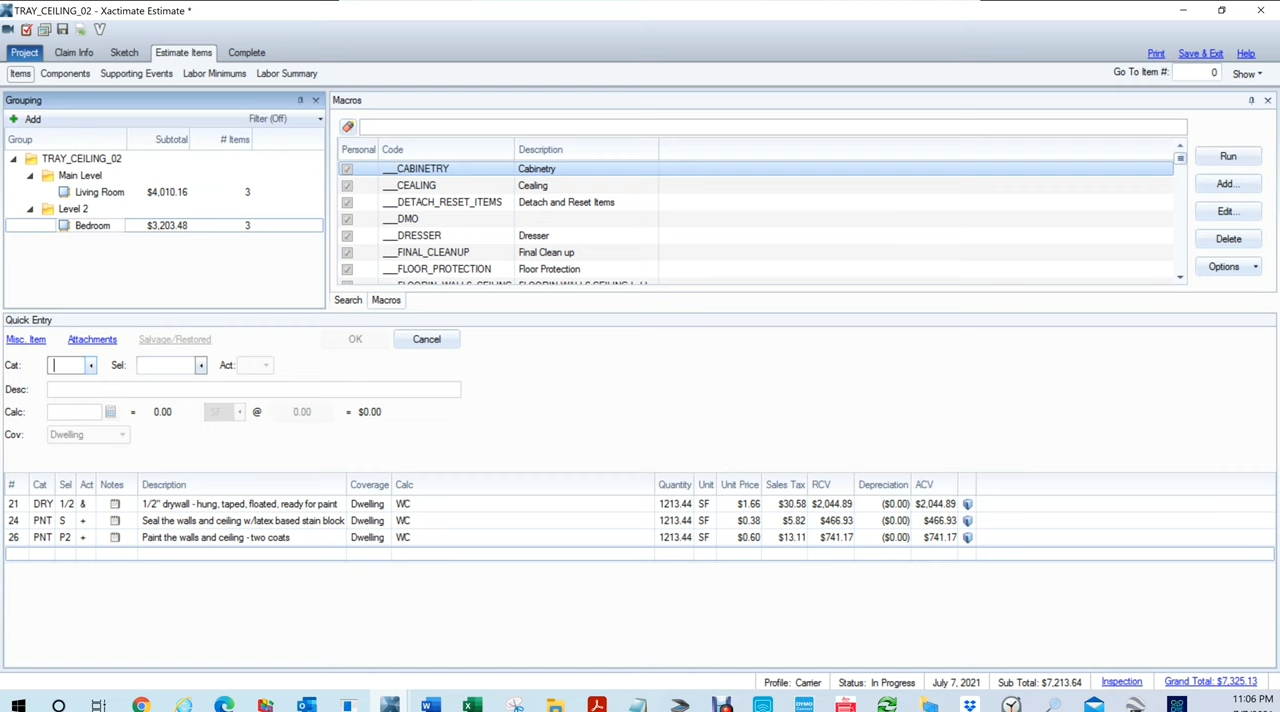 TRAY_CEILING_02 - Xactimate Estimate *
Project Claim Info Sketch Estimate Items Complete
Print Save & Exit Help
Items Components Supporting Events Labor Minimums Labor Summary
Go To Item #: 0 Show
Grouping
Add Filter (Off)
Group Subtotal # Items
TRAY_CEILING_02
Main Level
Living Room $4,010.16 3
Level 2
Bedroom $3,203.48 3
Macros
Personal Code Description
___CABINETRY Cabinetry
___CEALING Cealing
___DETACH_RESET_ITEMS Detach and Reset Items
___DMO
___DRESSER Dresser
___FINAL_CLEANUP Final Clean up
___FLOOR_PROTECTION Floor Protection
Run
Add...
Edit...
Delete
Options
Search Macros
Quick Entry
Misc. Item Attachments Salvage/Restored OK Cancel
Cat: Sel: Act:
Desc:
Calc: = 0.00 SF @ 0.00 = $0.00
Cov: Dwelling
# Cat Sel Act Notes Description Coverage Calc Quantity Unit Unit Price Sales Tax RCV Depreciation ACV
21 DRY 1/2 & 1/2" drywall - hung, taped, floated, ready for paint Dwelling WC 1213.44 SF $1.66 $30.58 $2,044.89 ($0.00) $2,044.89
24 PNT S + Seal the walls and ceiling w/latex based stain block Dwelling WC 1213.44 SF $0.38 $5.82 $466.93 ($0.00) $466.93
26 PNT P2 + Paint the walls and ceiling - two coats Dwelling WC 1213.44 SF $0.60 $13.11 $741.17 ($0.00) $741.17
Profile: Carrier Status: In Progress July 7, 2021 Sub Total: $7,213.64 Inspection Grand Total: $7,325.13
11:06 PM